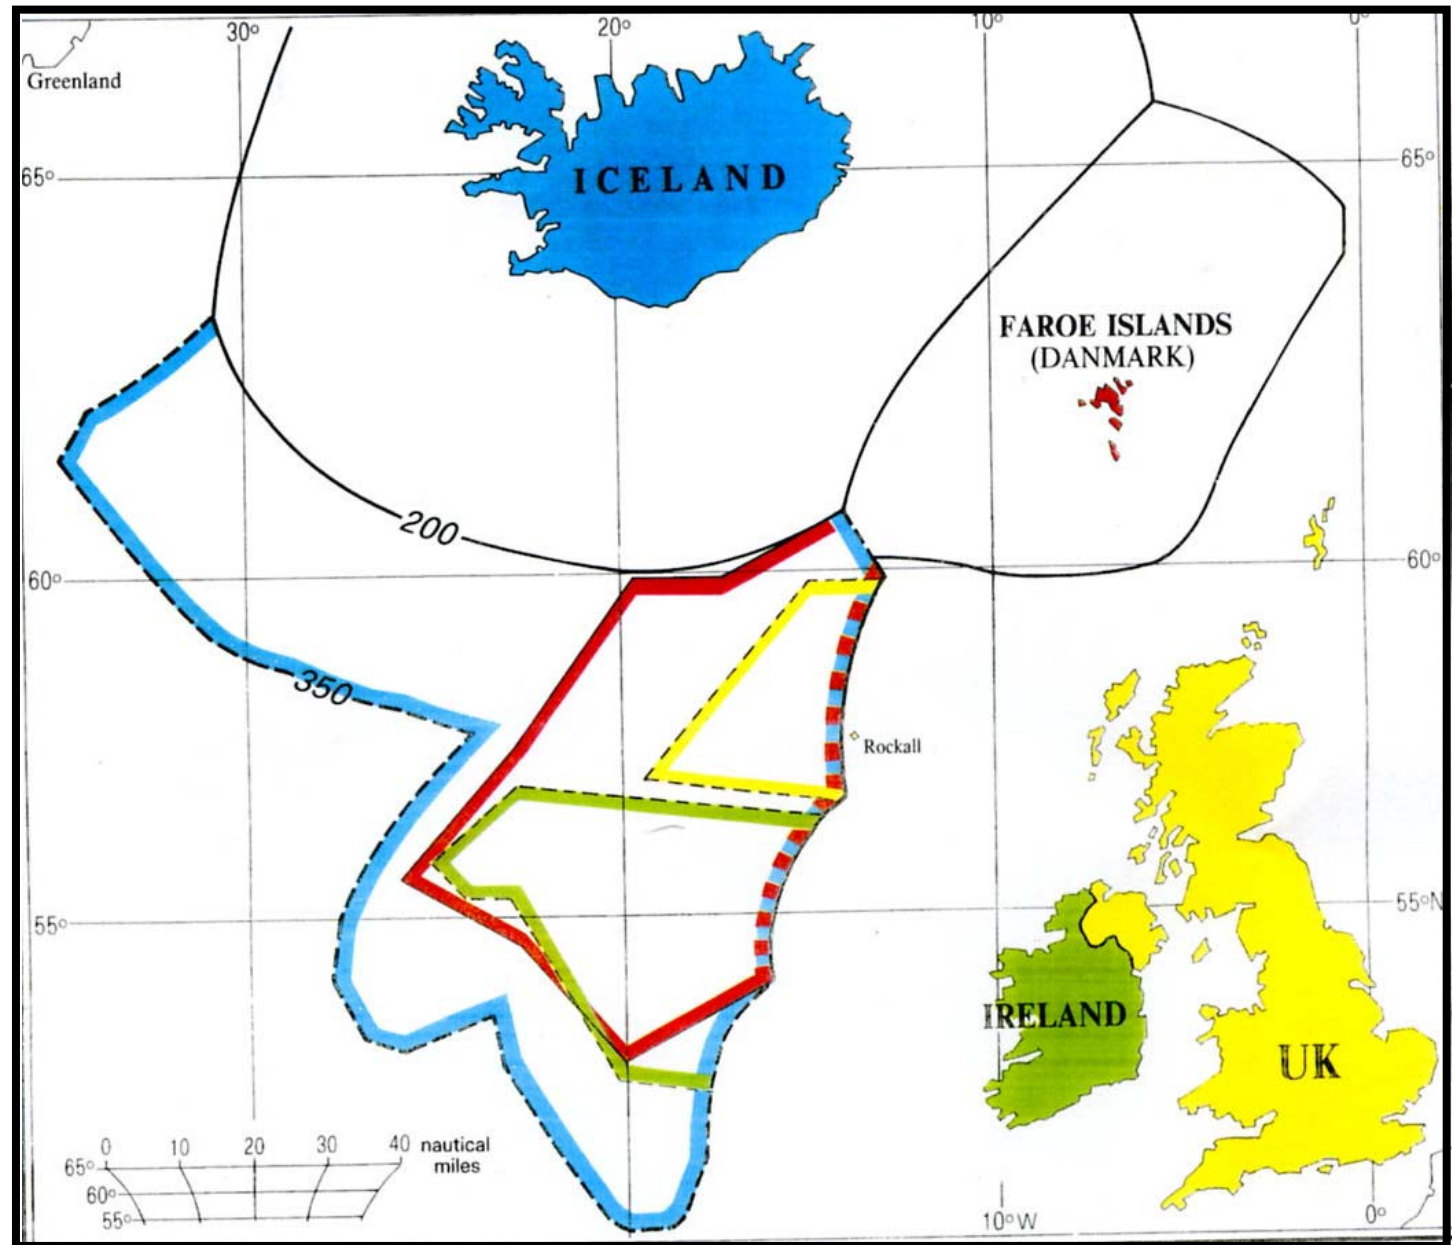 30°
20°
10°
0°
Greenland
ICELAND
65°
65°
FAROE ISLANDS
(DANMARK)
200
60°
60°
350
Rockall
55°
55°N
IRELAND
UK
0 10 20 30 40 nautical
miles
65°
60°
55°
10°W
0°